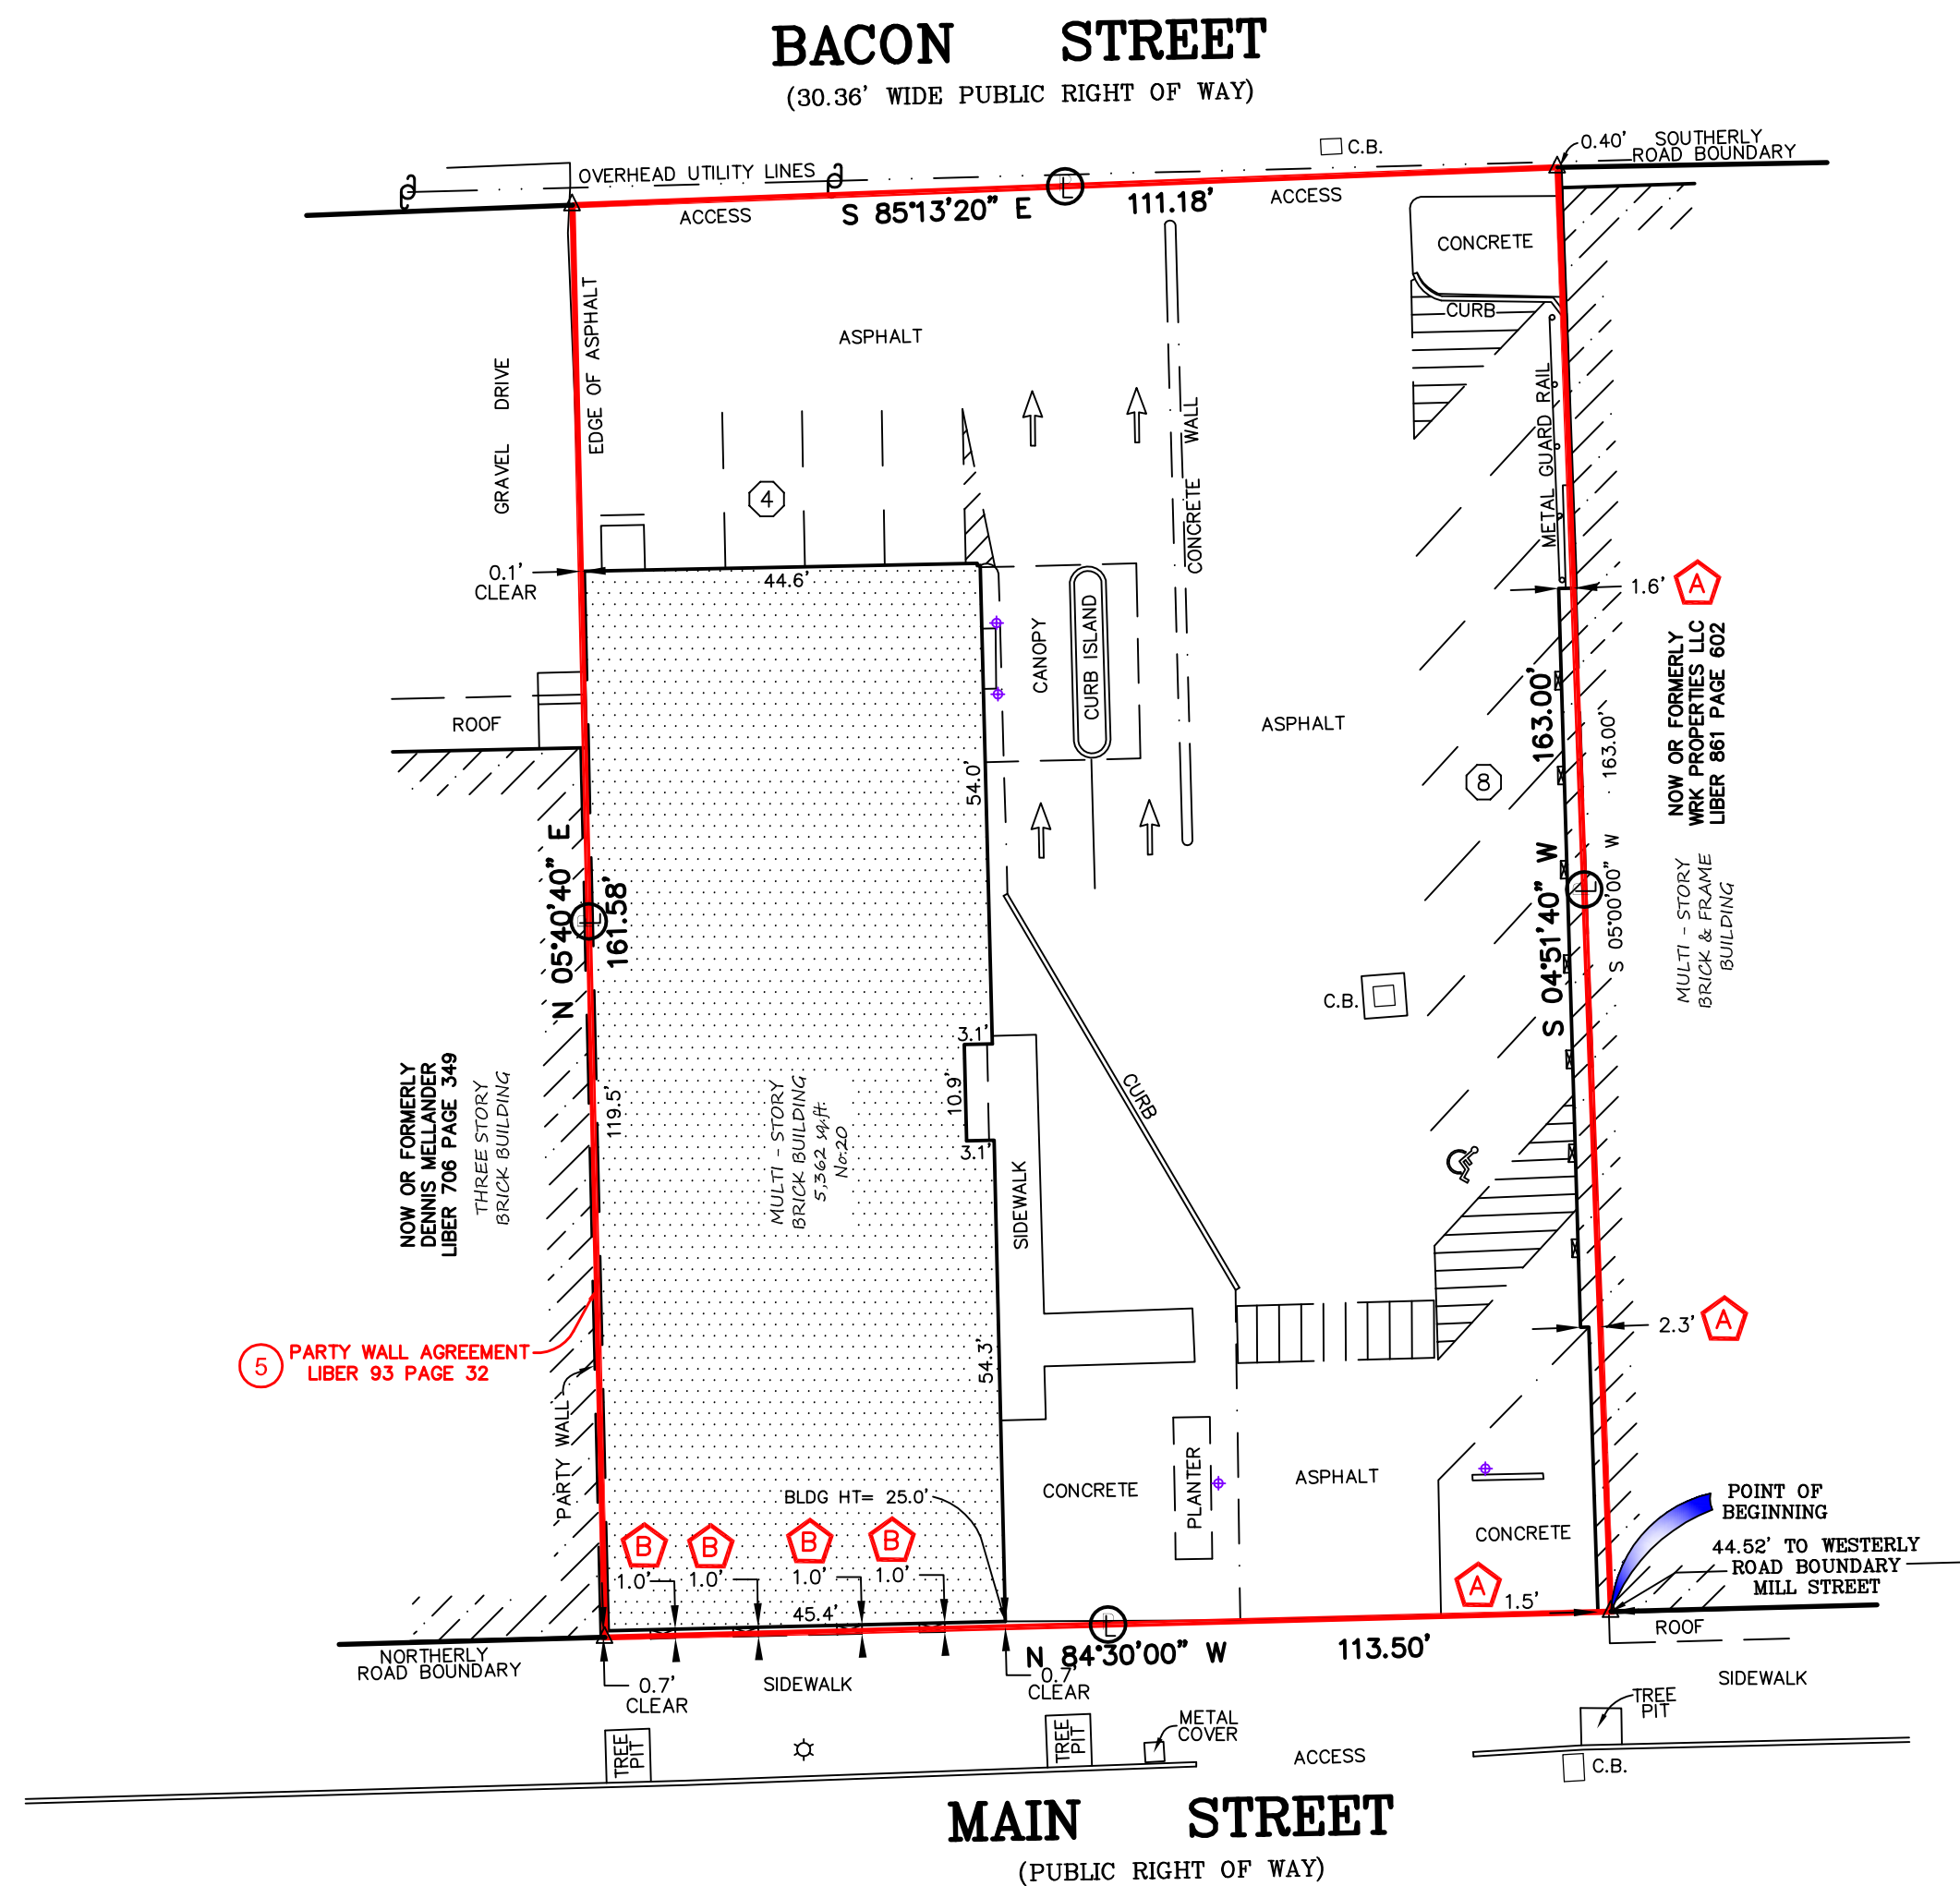 BACON STREET
(30.36' WIDE PUBLIC RIGHT OF WAY)
C.B.
0.40'
SOUTHERLY
ROAD BOUNDARY
OVERHEAD UTILITY LINES
L
ACCESS
S 85°13'20" E
111.18'
ACCESS
CONCRETE
CURB
ASPHALT
EDGE OF ASPHALT
GRAVEL DRIVE
METAL GUARD RAIL
CONCRETE WALL
4
0.1'
CLEAR
44.6'
1.6'
A
CANOPY
CURB ISLAND
NOW OR FORMERLY
WRK PROPERTIES LLC
LIBER 861 PAGE 602
ROOF
ASPHALT
163.00'
163.00'
54.0'
8
N 05°40'40" E
161.58'
L
L
S 04°51'40" W
S 05°00'00" W
MULTI - STORY
BRICK & FRAME
BUILDING
C.B.
3.1'
10.9'
3.1'
CURB
119.5'
NOW OR FORMERLY
DENNIS MELLANDER
LIBER 706 PAGE 349
THREE STORY
BRICK BUILDING
MULTI - STORY
BRICK BUILDING
5,362 sq.ft.
No.20
SIDEWALK
5
PARTY WALL AGREEMENT
LIBER 93 PAGE 32
54.3'
2.3'
A
PARTY WALL
BLDG HT= 25.0'
CONCRETE
PLANTER
ASPHALT
CONCRETE
POINT OF
BEGINNING
44.52' TO WESTERLY
ROAD BOUNDARY
MILL STREET
B
B
B
B
1.0'
1.0'
1.0'
1.0'
A
1.5'
45.4'
L
ROOF
N 84°30'00" W
113.50'
NORTHERLY
ROAD BOUNDARY
0.7'
CLEAR
SIDEWALK
0.7'
CLEAR
SIDEWALK
TREE
PIT
TREE
PIT
METAL
COVER
TREE
PIT
ACCESS
C.B.
MAIN STREET
(PUBLIC RIGHT OF WAY)